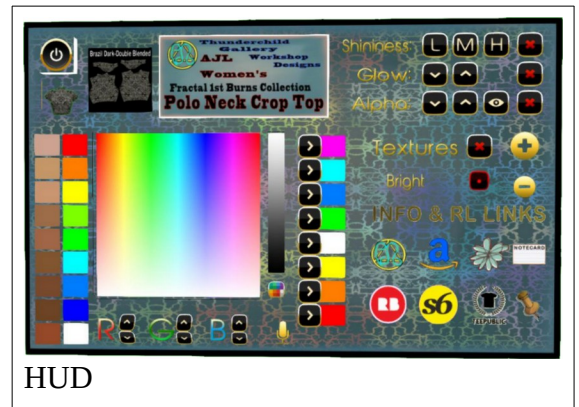 Brazil Dark-Double Blended
Thunderchild
Gallery
AJL Workshop
Designs
Women's
Fractal 1st Burns Collection
Polo Neck Crop Top
Shininess: L M H
Glow:
Alpha:
Textures
Bright
INFO & RL LINKS
a
NOTECARD
RB
s6
TEEPUBLIC
R G B
HUD